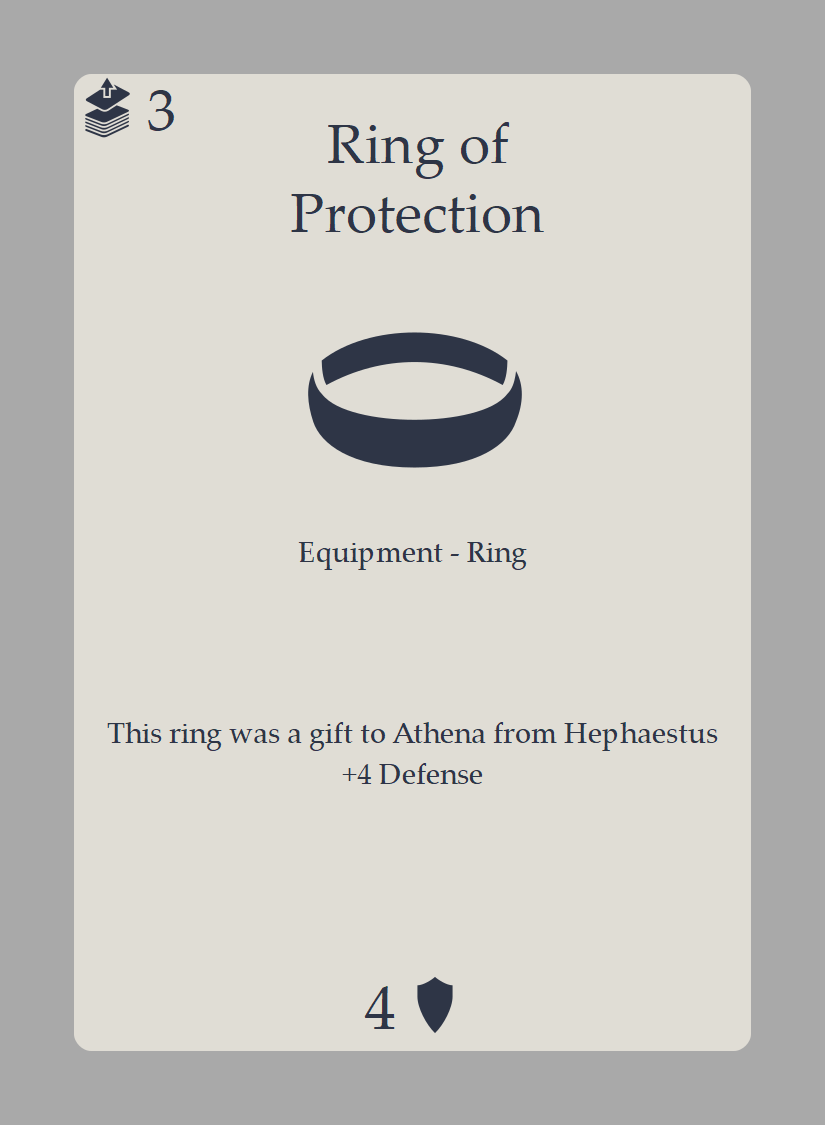 3
Ring of
Protection
Equipment - Ring
This ring was a gift to Athena from Hephaestus
+4 Defense
4